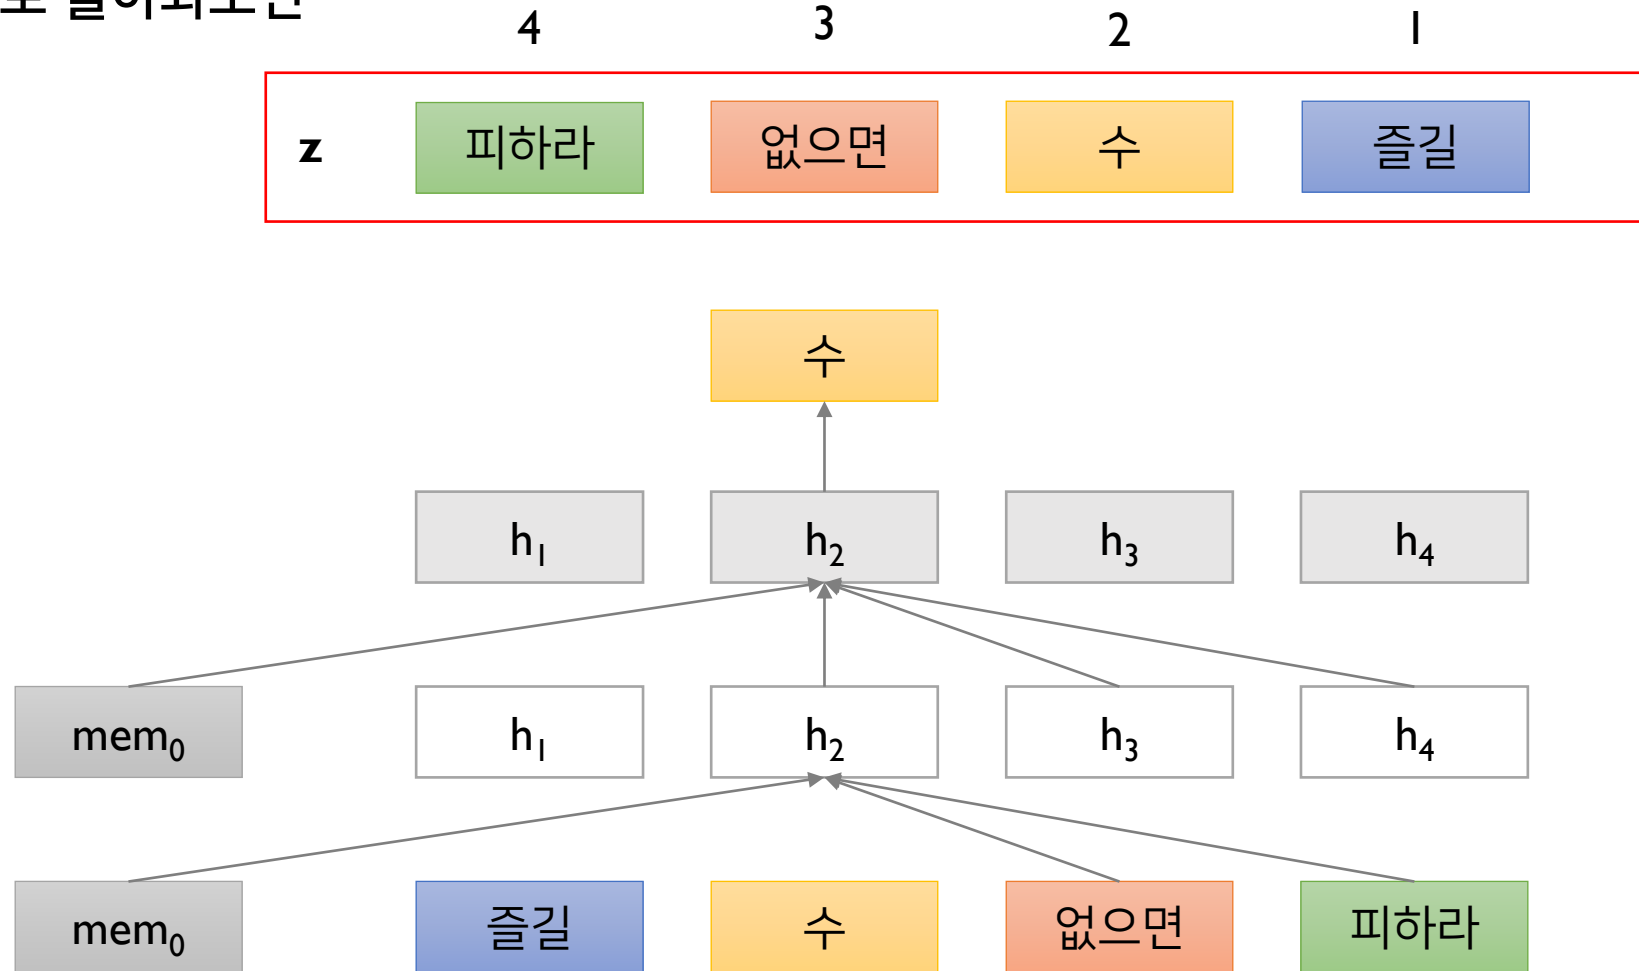 4 3 2 1
z 피하라 없으면 수 즐길
수
h1 h2 h3 h4
mem0 h1 h2 h3 h4
mem0 즐길 수 없으면 피하라